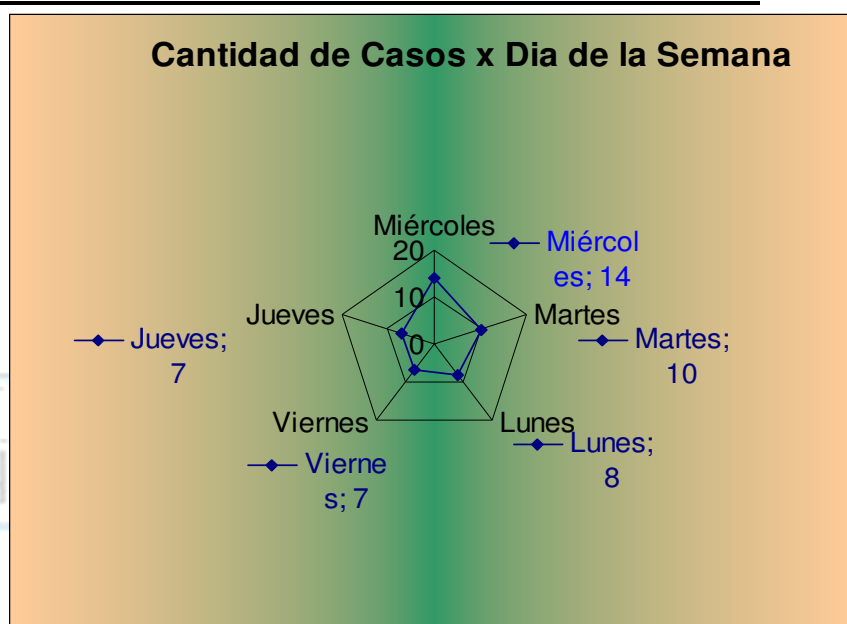 Cantidad de Casos x Dia de la Semana
Miércoles
20
10
0
Miércol
es; 14
Martes
Martes;
10
Lunes
Lunes;
8
Viernes
Vierne
s; 7
Jueves
Jueves;
7